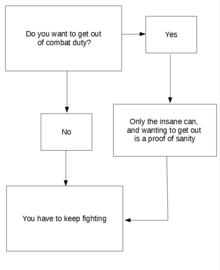 Do you want to get out
of combat duty?
Yes
No
Only the insane can,
and wanting to get out
is a proof of sanity
You have to keep fighting